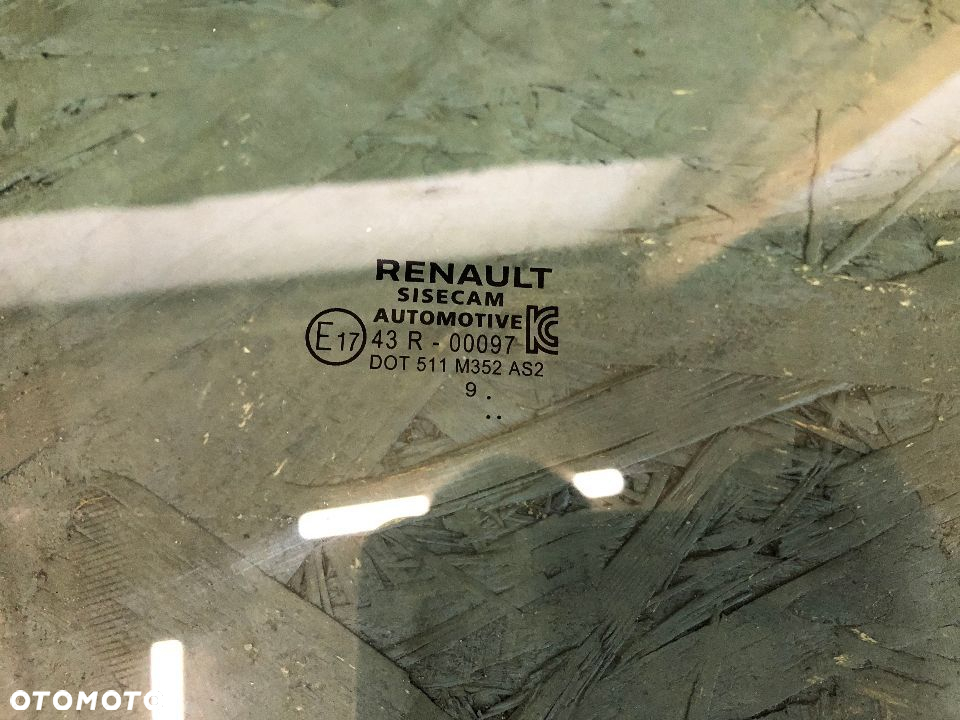 RENAULT
SISECAM
AUTOMOTIVE
E17 43 R - 00097
DOT 511 M352 AS2
9 .
..
OTOMOTO